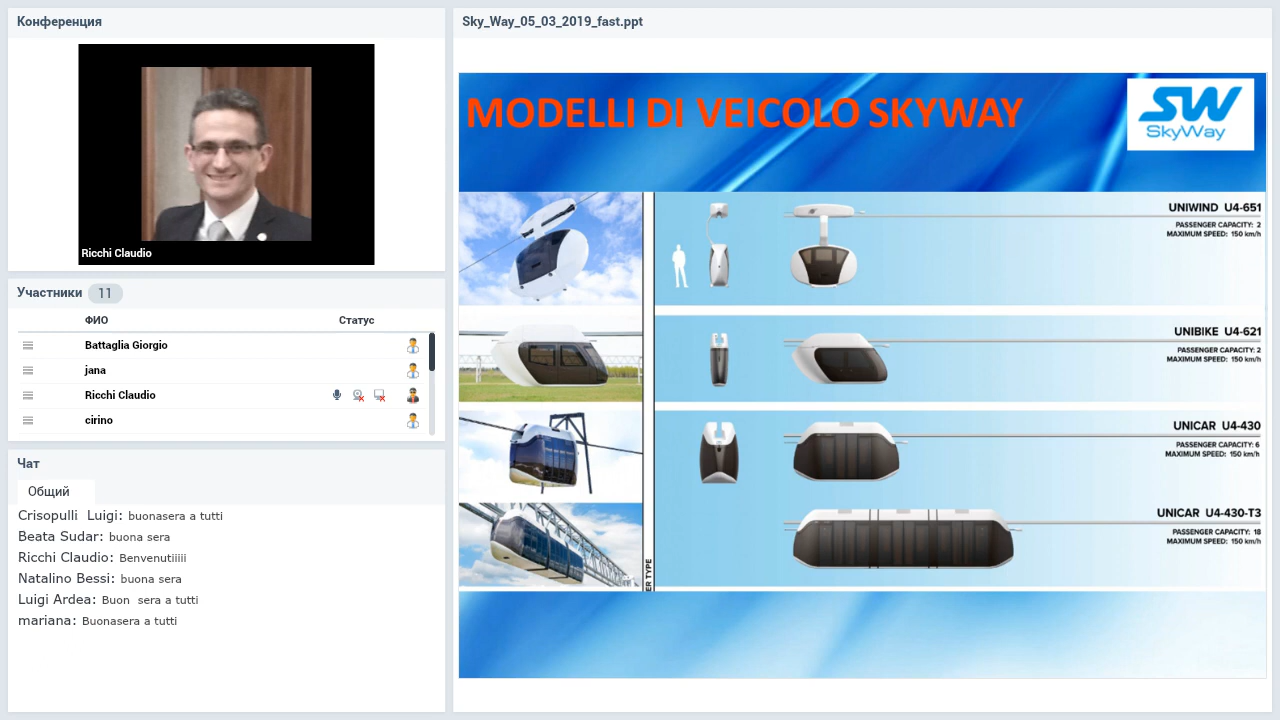 Конференция
Ricchi Claudio
Участники 11
ФИО Статус
Battaglia Giorgio
jana
Ricchi Claudio
cirino
Чат
Общий
Crisopulli Luigi: buonasera a tutti
Beata Sudar: buona sera
Ricchi Claudio: Benvenutiiiii
Natalino Bessi: buona sera
Luigi Ardea: Buon sera a tutti
mariana: Buonasera a tutti
Sky_Way_05_03_2019_fast.ppt
MODELLI DI VEICOLO SKYWAY
SW
SkyWay
UNIWIND U4-651
PASSENGER CAPACITY: 2
MAXIMUM SPEED: 150 km/h
UNIBIKE U4-621
PASSENGER CAPACITY: 2
MAXIMUM SPEED: 150 km/h
UNICAR U4-430
PASSENGER CAPACITY: 6
MAXIMUM SPEED: 150 km/h
UNICAR U4-430-T3
PASSENGER CAPACITY: 18
MAXIMUM SPEED: 150 km/h
ER TYPE